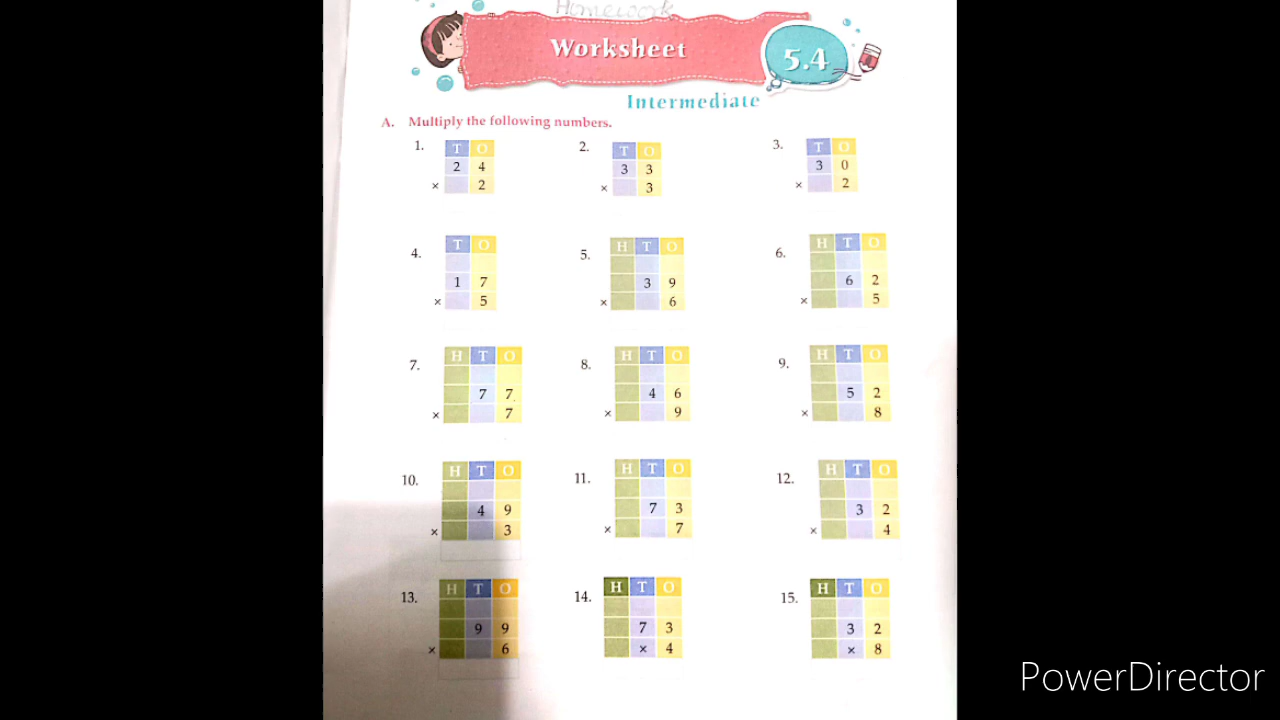 Homework
Worksheet
5.4
Intermediate
A. Multiply the following numbers.
1. T O
2 4
× 2
2. T O
3 3
× 3
3. T O
3 0
× 2
4. T O
1 7
× 5
5. H T O
3 9
× 6
6. H T O
6 2
× 5
7. H T O
7 7
× 7
8. H T O
4 6
× 9
9. H T O
5 2
× 8
10. H T O
4 9
× 3
11. H T O
7 3
× 7
12. H T O
3 2
× 4
13. H T O
9 9
× 6
14. H T O
7 3
× 4
15. H T O
3 2
× 8
PowerDirector